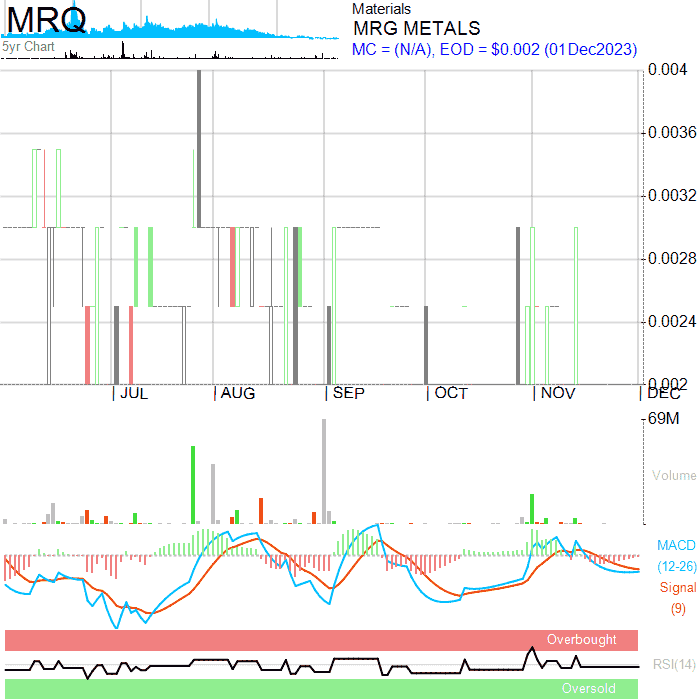 MRQ
5yr Chart
Materials
MRG METALS
MC = (N/A), EOD = $0.002 (01Dec2023)
0.004
0.0036
0.0032
0.0028
0.0024
0.002
JUL AUG SEP OCT NOV DEC
69M
Volume
MACD
(12-26)
Signal
(9)
Overbought
RSI(14)
Oversold